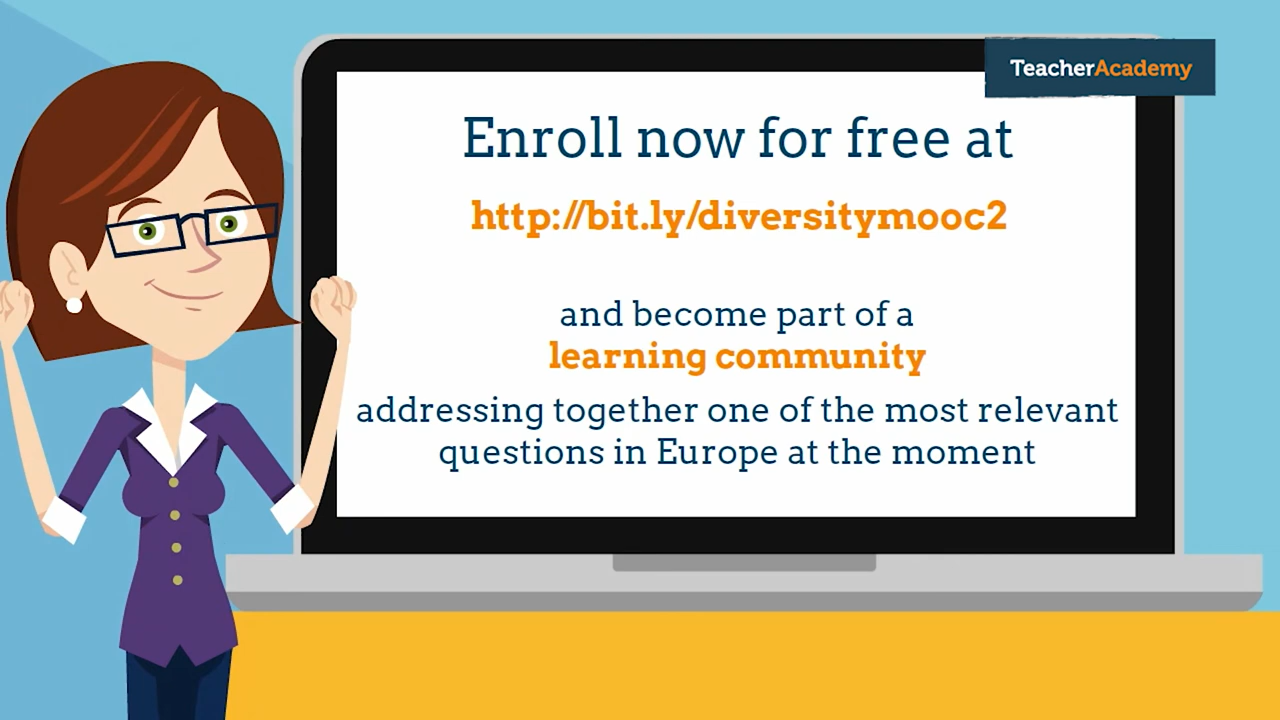 TeacherAcademy
Enroll now for free at
http://bit.ly/diversitymooc2
and become part of a
learning community
addressing together one of the most relevant
questions in Europe at the moment